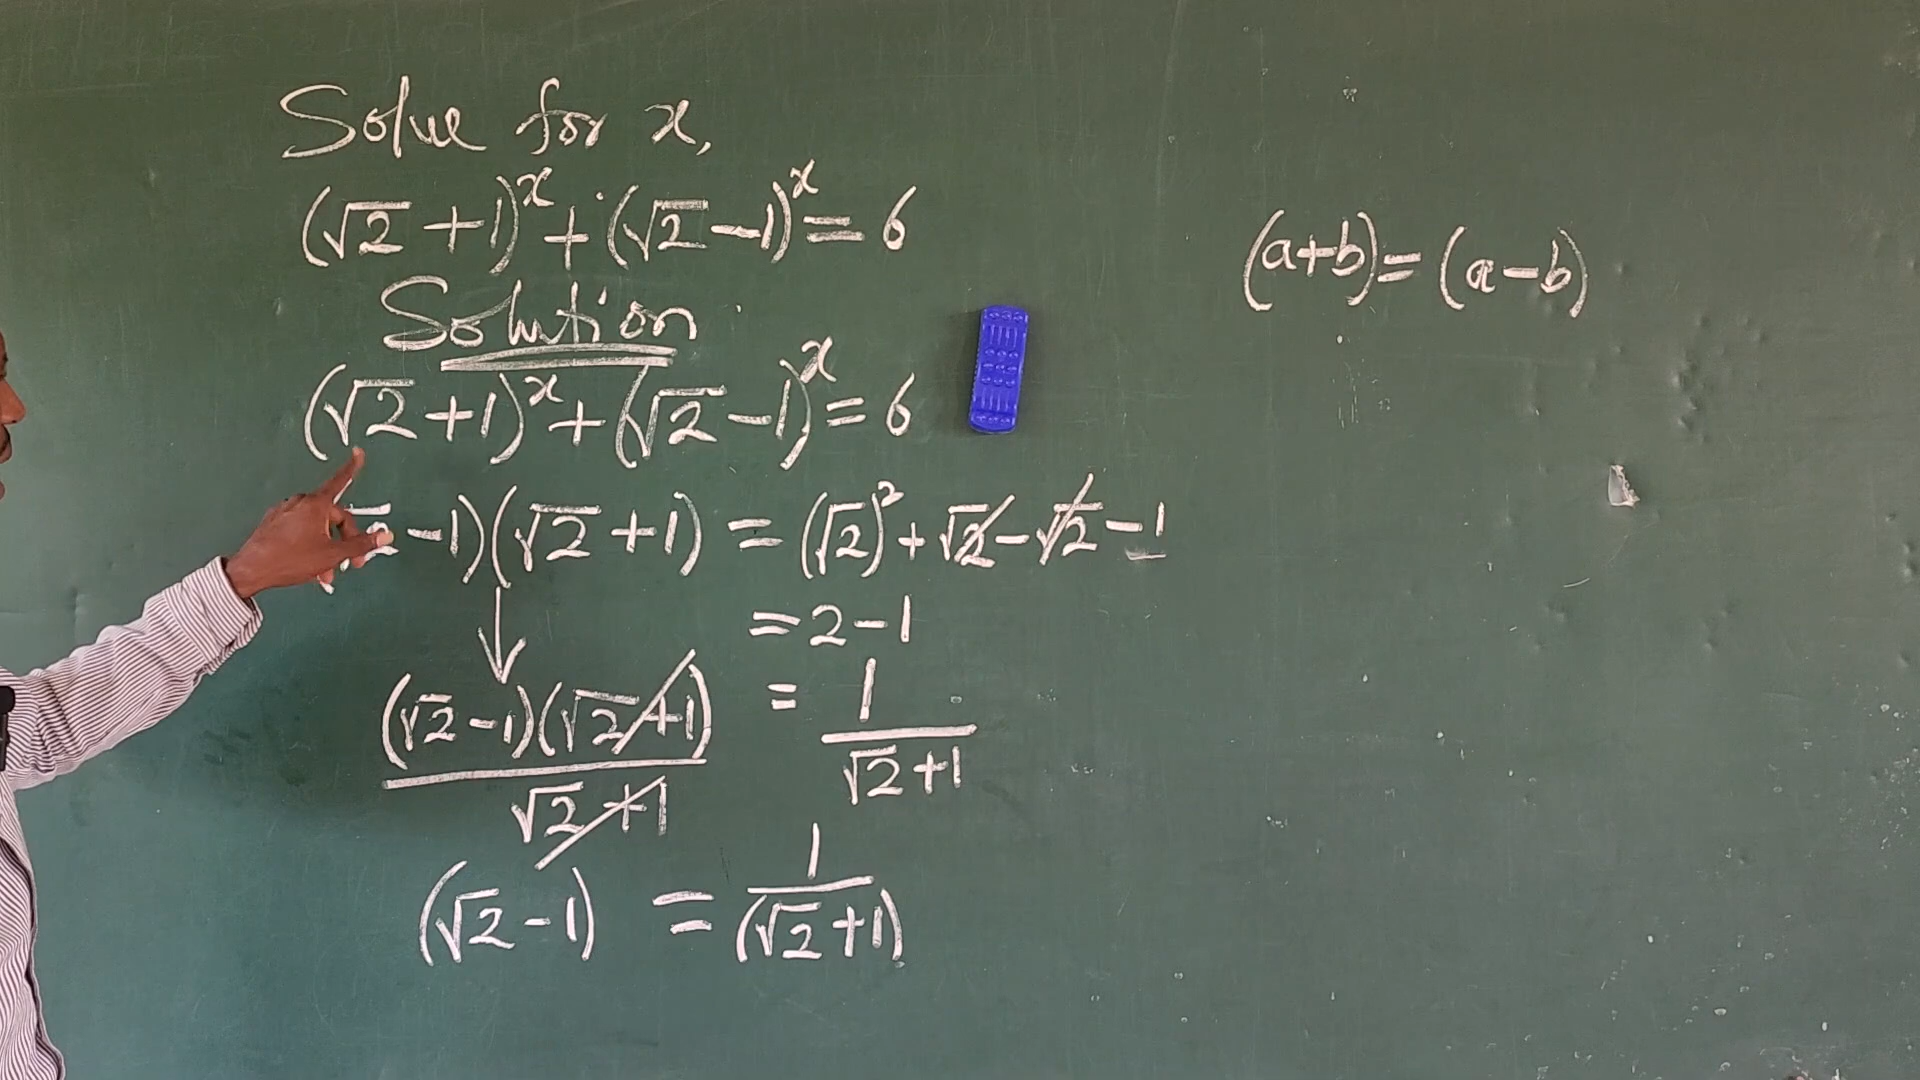 Solve for x,
(√2 + 1)^x + (√2 − 1)^x = 6
(a+b) = (a−b)
Solution
(√2 + 1)^x + (√2 − 1)^x = 6
−1)(√2 + 1) = (√2)² + √2 − √2 − 1
= 2 − 1
(√2 − 1)(√2 + 1) / √2 + 1 = 1 / √2 + 1
(√2 − 1) = 1 / (√2 + 1)